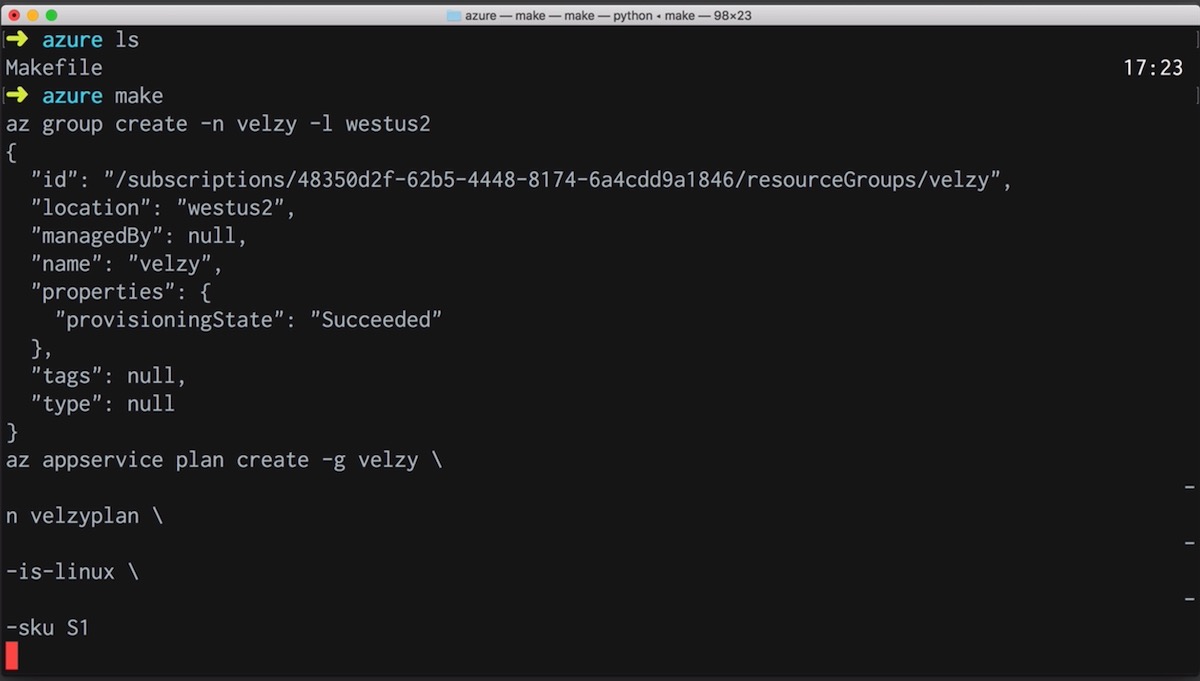 azure — make — make — python • make — 98×23
➜ azure ls
Makefile 17:23
➜ azure make
az group create -n velzy -l westus2
{
"id": "/subscriptions/48350d2f-62b5-4448-8174-6a4cdd9a1846/resourceGroups/velzy",
"location": "westus2",
"managedBy": null,
"name": "velzy",
"properties": {
"provisioningState": "Succeeded"
},
"tags": null,
"type": null
}
az appservice plan create -g velzy \
-
n velzyplan \
-
-is-linux \
-
-sku S1